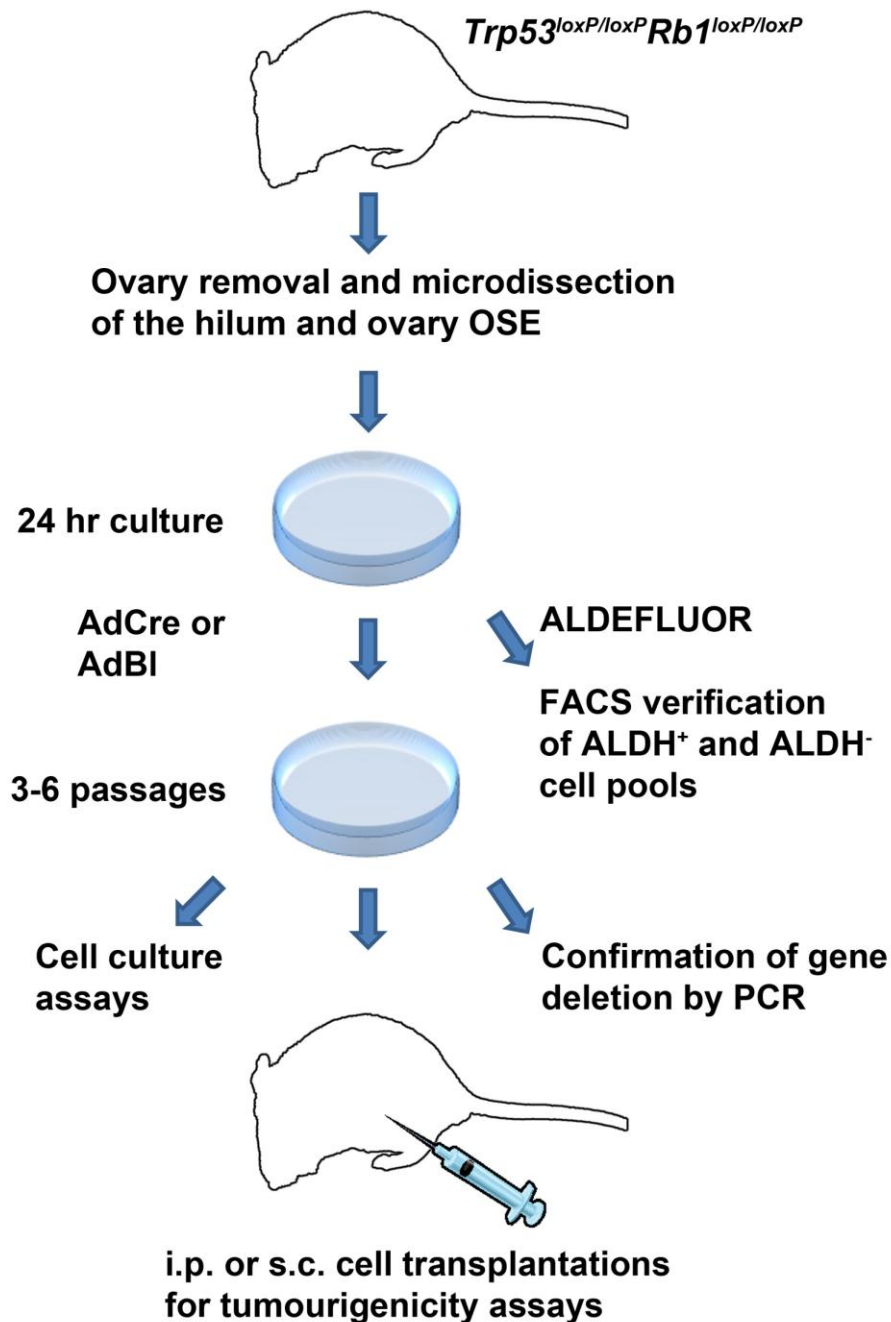 Trp53loxP/loxPRb1loxP/loxP
Ovary removal and microdissection
of the hilum and ovary OSE
24 hr culture
AdCre or
AdBl
ALDEFLUOR
FACS verification
of ALDH+ and ALDH-
cell pools
3-6 passages
Cell culture
assays
Confirmation of gene
deletion by PCR
i.p. or s.c. cell transplantations
for tumourigenicity assays